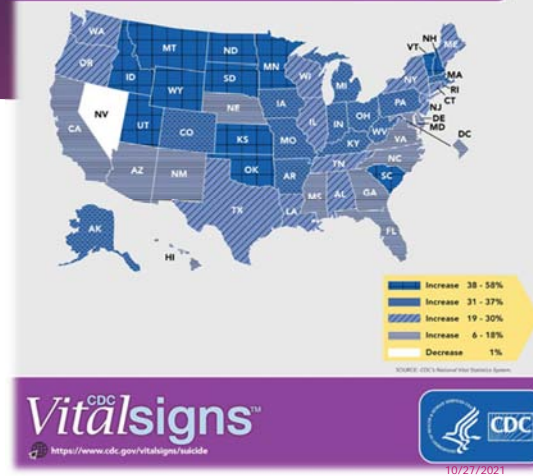 WA
OR
CA
NV
ID
MT
WY
UT
AZ
CO
NM
ND
SD
NE
KS
OK
TX
MN
IA
MO
AR
LA
WI
IL
MI
IN
OH
KY
TN
MS
AL
GA
FL
SC
NC
VA
WV
PA
NY
VT
NH
ME
MA
RI
CT
NJ
DE
MD
DC
AK
HI
Increase 38 - 58%
Increase 31 - 37%
Increase 19 - 30%
Increase 6 - 18%
Decrease 1%
SOURCE: CDC's National Vital Statistics System.
CDC
Vitalsigns™
https://www.cdc.gov/vitalsigns/suicide
CDC
10/27/2021